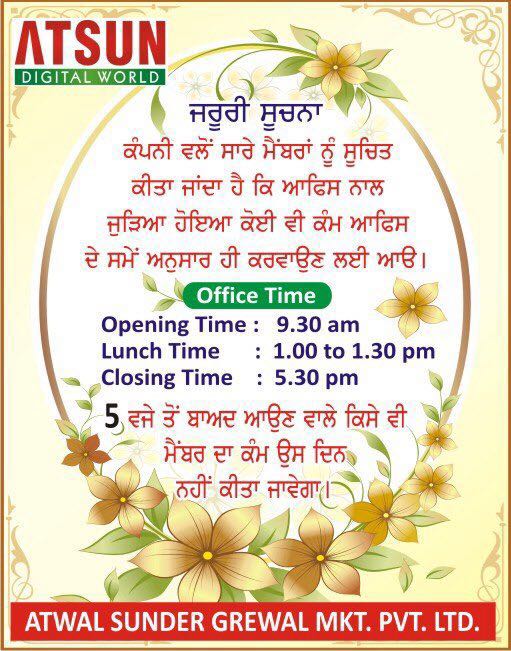 ATSUN
DIGITAL WORLD
ਜਰੂਰੀ ਸੂਚਨਾ
ਕੰਪਨੀ ਵਲੋਂ ਸਾਰੇ ਮੈਂਬਰਾਂ ਨੂੰ ਸੂਚਿਤ
ਕੀਤਾ ਜਾਂਦਾ ਹੈ ਕਿ ਆਫਿਸ ਨਾਲ
ਜੁੜਿਆ ਹੋਇਆ ਕੋਈ ਵੀ ਕੰਮ ਆਫਿਸ
ਦੇ ਸਮੇਂ ਅਨੁਸਾਰ ਹੀ ਕਰਵਾਉਣ ਲਈ ਆਓ।
Office Time
Opening Time : 9.30 am
Lunch Time : 1.00 to 1.30 pm
Closing Time : 5.30 pm
5 ਵਜੇ ਤੋਂ ਬਾਅਦ ਆਉਣ ਵਾਲੇ ਕਿਸੇ ਵੀ
ਮੈਂਬਰ ਦਾ ਕੰਮ ਉਸ ਦਿਨ
ਨਹੀਂ ਕੀਤਾ ਜਾਵੇਗਾ।
ATWAL SUNDER GREWAL MKT. PVT. LTD.